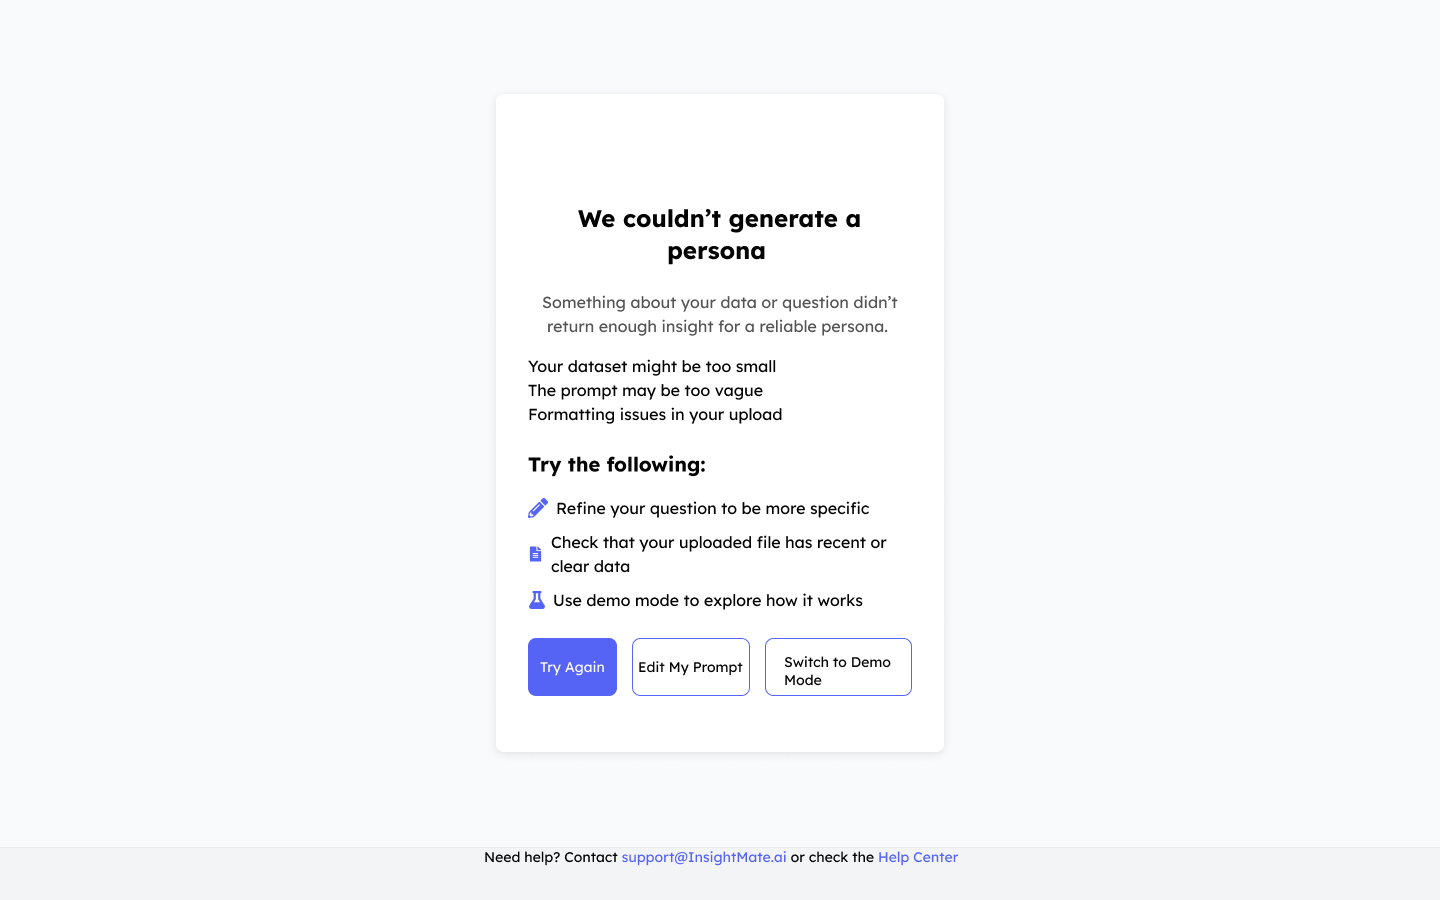 We couldn’t generate a
persona
Something about your data or question didn’t
return enough insight for a reliable persona.
Your dataset might be too small
The prompt may be too vague
Formatting issues in your upload
Try the following:
Refine your question to be more specific
Check that your uploaded file has recent or
clear data
Use demo mode to explore how it works
Try Again
Edit My Prompt
Switch to Demo
Mode
Need help? Contact support@InsightMate.ai or check the Help Center